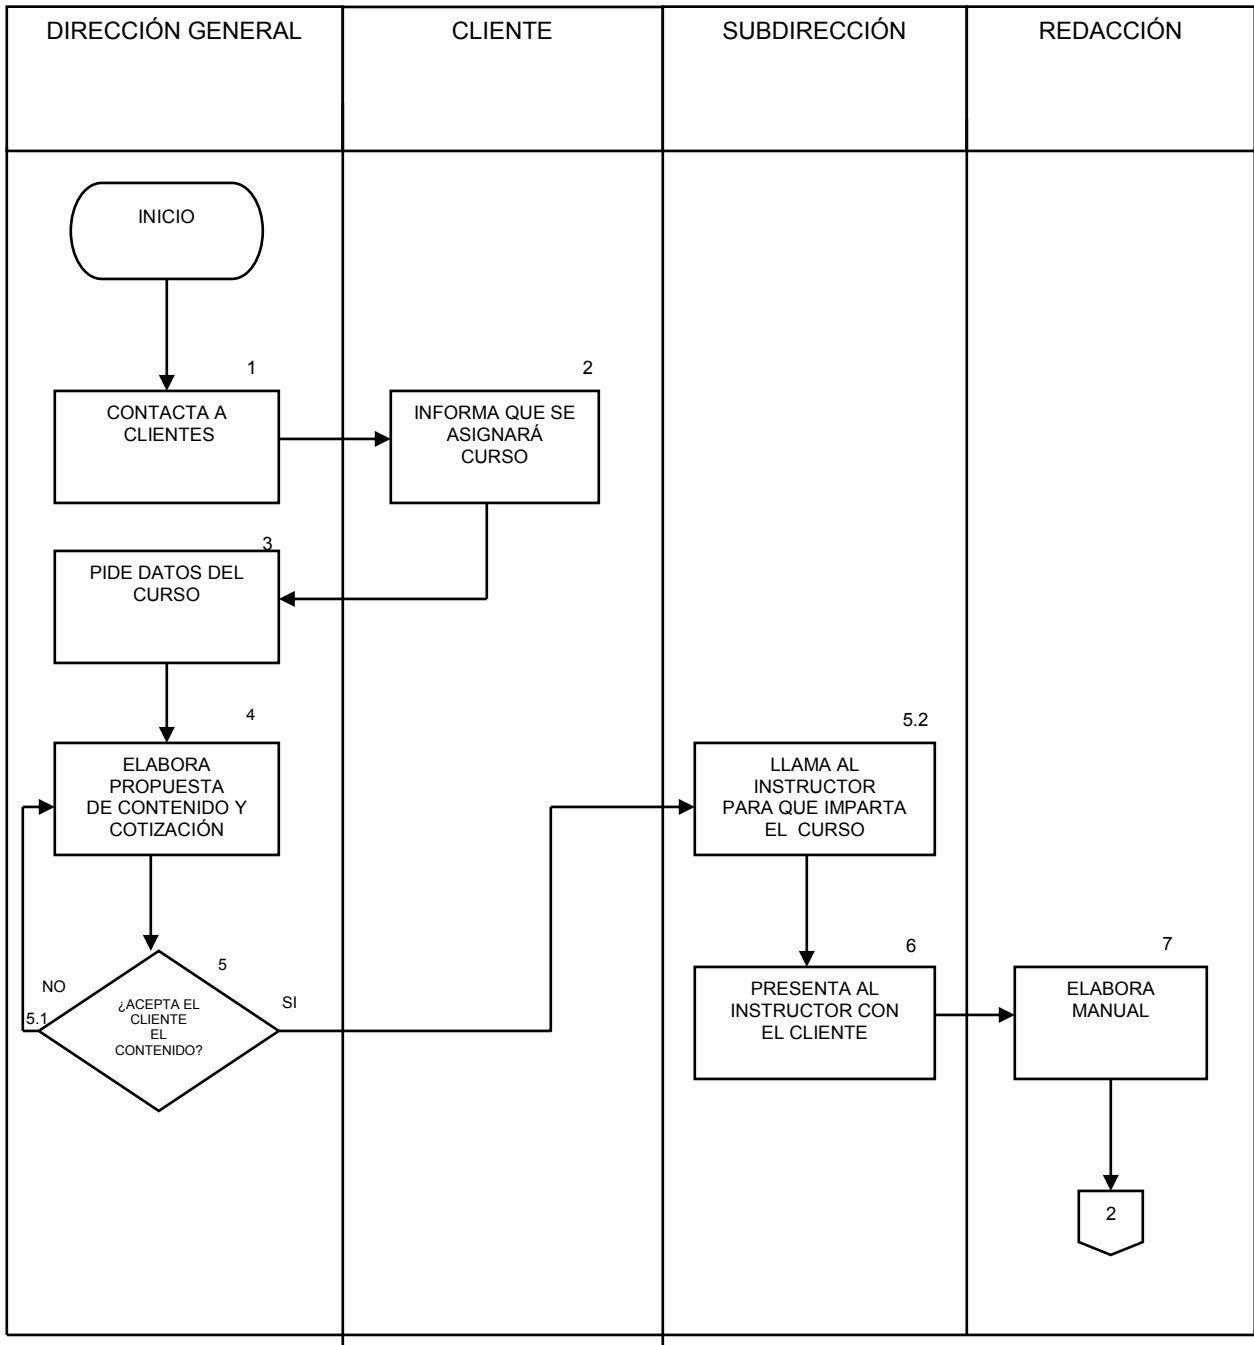 DIRECCIÓN GENERAL
CLIENTE
SUBDIRECCIÓN
REDACCIÓN
INICIO
1
CONTACTA A
CLIENTES
2
INFORMA QUE SE
ASIGNARÁ
CURSO
3
PIDE DATOS DEL
CURSO
4
ELABORA
PROPUESTA
DE CONTENIDO Y
COTIZACIÓN
5
¿ACEPTA EL
CLIENTE
EL
CONTENIDO?
NO
5.1
SI
5.2
LLAMA AL
INSTRUCTOR
PARA QUE IMPARTA
EL CURSO
6
PRESENTA AL
INSTRUCTOR CON
EL CLIENTE
7
ELABORA
MANUAL
2